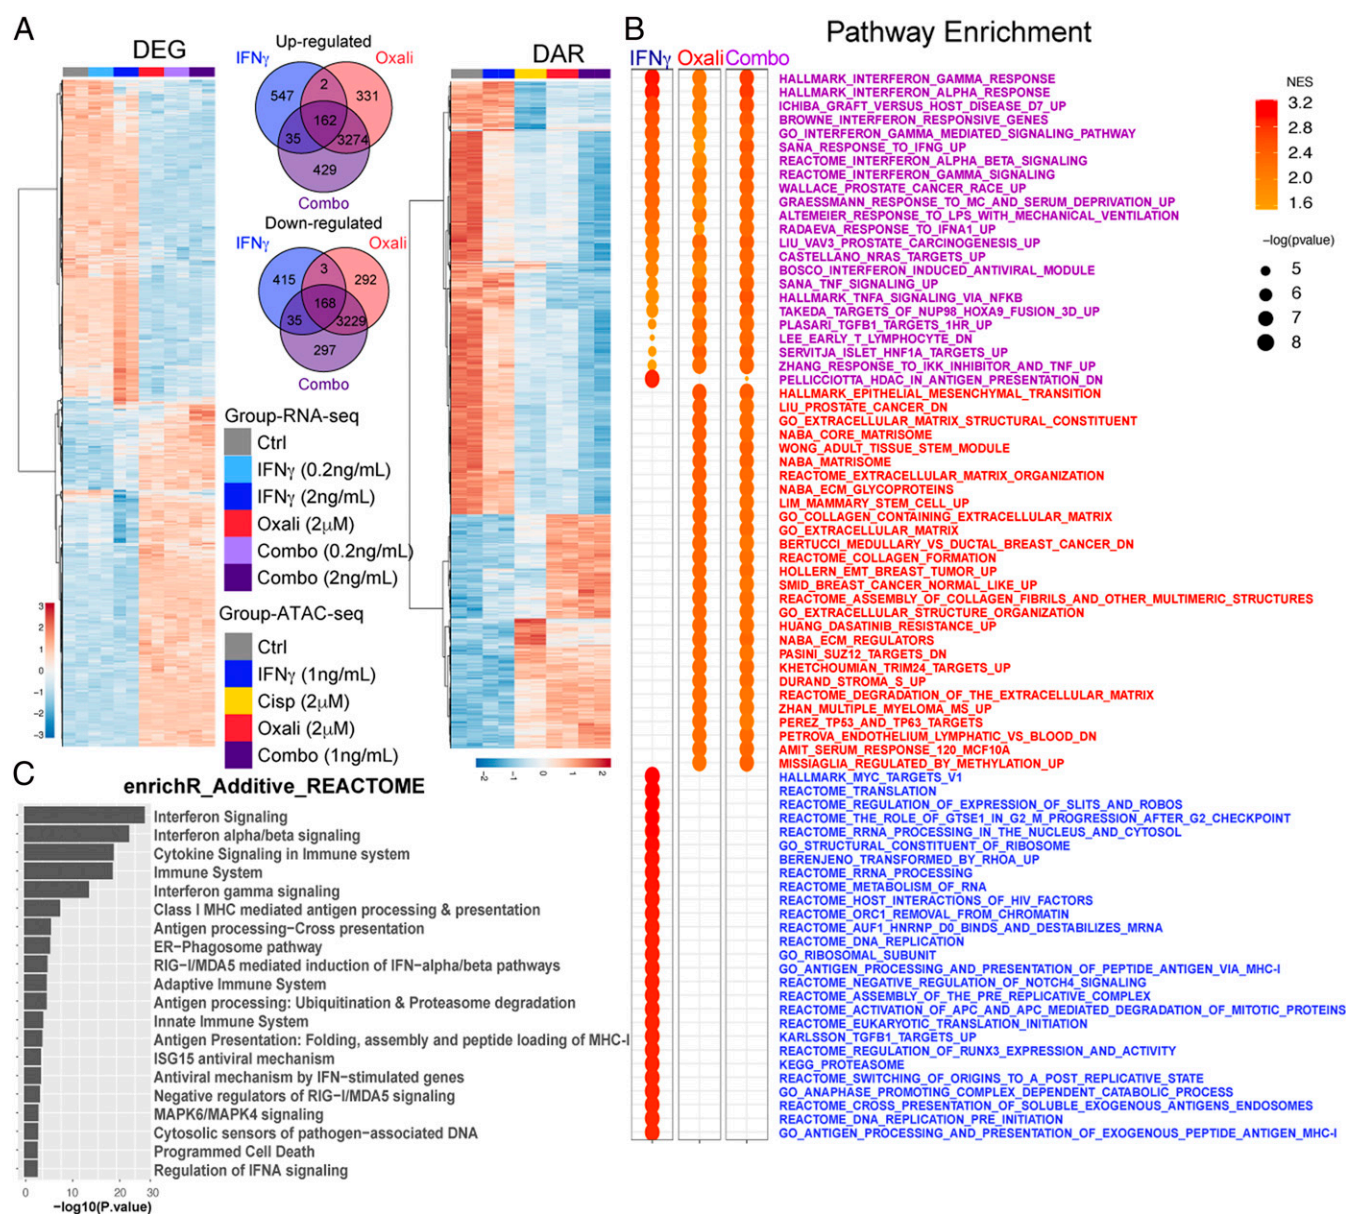 A
DEG
Up-regulated
IFNγ
Oxali
547
2
331
162
35
3274
429
Combo
Down-regulated
IFNγ
Oxali
415
3
292
168
35
3229
297
Combo
Group-RNA-seq
Ctrl
IFNγ (0.2ng/mL)
IFNγ (2ng/mL)
Oxali (2μM)
Combo (0.2ng/mL)
Combo (2ng/mL)
Group-ATAC-seq
Ctrl
IFNγ (1ng/mL)
Cisp (2μM)
Oxali (2μM)
Combo (1ng/mL)
3
2
1
0
−1
−2
−3
DAR
−2
−1
0
1
2
B
Pathway Enrichment
IFNγ Oxali Combo
HALLMARK_INTERFERON_GAMMA_RESPONSE
HALLMARK_INTERFERON_ALPHA_RESPONSE
ICHIBA_GRAFT_VERSUS_HOST_DISEASE_D7_UP
BROWNE_INTERFERON_RESPONSIVE_GENES
GO_INTERFERON_GAMMA_MEDIATED_SIGNALING_PATHWAY
SANA_RESPONSE_TO_IFNG_UP
REACTOME_INTERFERON_ALPHA_BETA_SIGNALING
REACTOME_INTERFERON_GAMMA_SIGNALING
WALLACE_PROSTATE_CANCER_RACE_UP
GRAESSMANN_RESPONSE_TO_MC_AND_SERUM_DEPRIVATION_UP
ALTEMEIER_RESPONSE_TO_LPS_WITH_MECHANICAL_VENTILATION
RADAEVA_RESPONSE_TO_IFNA1_UP
LIU_VAV3_PROSTATE_CARCINOGENESIS_UP
CASTELLANO_NRAS_TARGETS_UP
BOSCO_INTERFERON_INDUCED_ANTIVIRAL_MODULE
SANA_TNF_SIGNALING_UP
HALLMARK_TNFA_SIGNALING_VIA_NFKB
TAKEDA_TARGETS_OF_NUP98_HOXA9_FUSION_3D_UP
PLASARI_TGFB1_TARGETS_1HR_UP
LEE_EARLY_T_LYMPHOCYTE_DN
SERVITJA_ISLET_HNF1A_TARGETS_UP
ZHANG_RESPONSE_TO_IKK_INHIBITOR_AND_TNF_UP
PELLICCIOTTA_HDAC_IN_ANTIGEN_PRESENTATION_DN
HALLMARK_EPITHELIAL_MESENCHYMAL_TRANSITION
LIU_PROSTATE_CANCER_DN
GO_EXTRACELLULAR_MATRIX_STRUCTURAL_CONSTITUENT
NABA_CORE_MATRISOME
WONG_ADULT_TISSUE_STEM_MODULE
NABA_MATRISOME
REACTOME_EXTRACELLULAR_MATRIX_ORGANIZATION
NABA_ECM_GLYCOPROTEINS
LIM_MAMMARY_STEM_CELL_UP
GO_COLLAGEN_CONTAINING_EXTRACELLULAR_MATRIX
GO_EXTRACELLULAR_MATRIX
BERTUCCI_MEDULLARY_VS_DUCTAL_BREAST_CANCER_DN
REACTOME_COLLAGEN_FORMATION
HOLLERN_EMT_BREAST_TUMOR_UP
SMID_BREAST_CANCER_NORMAL_LIKE_UP
REACTOME_ASSEMBLY_OF_COLLAGEN_FIBRILS_AND_OTHER_MULTIMERIC_STRUCTURES
GO_EXTRACELLULAR_STRUCTURE_ORGANIZATION
HUANG_DASATINIB_RESISTANCE_UP
NABA_ECM_REGULATORS
PASINI_SUZ12_TARGETS_DN
KHETCHOUMIAN_TRIM24_TARGETS_UP
DURAND_STROMA_S_UP
REACTOME_DEGRADATION_OF_THE_EXTRACELLULAR_MATRIX
ZHAN_MULTIPLE_MYELOMA_MS_UP
PEREZ_TP53_AND_TP63_TARGETS
PETROVA_ENDOTHELIUM_LYMPHATIC_VS_BLOOD_DN
AMIT_SERUM_RESPONSE_120_MCF10A
MISSIAGLIA_REGULATED_BY_METHYLATION_UP
HALLMARK_MYC_TARGETS_V1
REACTOME_TRANSLATION
REACTOME_REGULATION_OF_EXPRESSION_OF_SLITS_AND_ROBOS
REACTOME_THE_ROLE_OF_GTSE1_IN_G2_M_PROGRESSION_AFTER_G2_CHECKPOINT
REACTOME_RRNA_PROCESSING_IN_THE_NUCLEUS_AND_CYTOSOL
GO_STRUCTURAL_CONSTITUENT_OF_RIBOSOME
BERENJENO_TRANSFORMED_BY_RHOA_UP
REACTOME_RRNA_PROCESSING
REACTOME_METABOLISM_OF_RNA
REACTOME_HOST_INTERACTIONS_OF_HIV_FACTORS
REACTOME_ORC1_REMOVAL_FROM_CHROMATIN
REACTOME_AUF1_HNRNP_D0_BINDS_AND_DESTABILIZES_MRNA
REACTOME_DNA_REPLICATION
GO_RIBOSOMAL_SUBUNIT
GO_ANTIGEN_PROCESSING_AND_PRESENTATION_OF_PEPTIDE_ANTIGEN_VIA_MHC-I
REACTOME_NEGATIVE_REGULATION_OF_NOTCH4_SIGNALING
REACTOME_ASSEMBLY_OF_THE_PRE_REPLICATIVE_COMPLEX
REACTOME_ACTIVATION_OF_APC_AND_APC_MEDIATED_DEGRADATION_OF_MITOTIC_PROTEINS
REACTOME_EUKARYOTIC_TRANSLATION_INITIATION
KARLSSON_TGFB1_TARGETS_UP
REACTOME_REGULATION_OF_RUNX3_EXPRESSION_AND_ACTIVITY
KEGG_PROTEASOME
REACTOME_SWITCHING_OF_ORIGINS_TO_A_POST_REPLICATIVE_STATE
GO_ANAPHASE_PROMOTING_COMPLEX_DEPENDENT_CATABOLIC_PROCESS
REACTOME_CROSS_PRESENTATION_OF_SOLUBLE_EXOGENOUS_ANTIGENS_ENDOSOMES
REACTOME_DNA_REPLICATION_PRE_INITIATION
GO_ANTIGEN_PROCESSING_AND_PRESENTATION_OF_EXOGENOUS_PEPTIDE_ANTIGEN_MHC-I
NES
3.2
2.8
2.4
2.0
1.6
−log(pvalue)
5
6
7
8
C
enrichR_Additive_REACTOME
Interferon Signaling
Interferon alpha/beta signaling
Cytokine Signaling in Immune system
Immune System
Interferon gamma signaling
Class I MHC mediated antigen processing & presentation
Antigen processing−Cross presentation
ER−Phagosome pathway
RIG−I/MDA5 mediated induction of IFN−alpha/beta pathways
Adaptive Immune System
Antigen processing: Ubiquitination & Proteasome degradation
Innate Immune System
Antigen Presentation: Folding, assembly and peptide loading of MHC-I
ISG15 antiviral mechanism
Antiviral mechanism by IFN−stimulated genes
Negative regulators of RIG−I/MDA5 signaling
MAPK6/MAPK4 signaling
Cytosolic sensors of pathogen−associated DNA
Programmed Cell Death
Regulation of IFNA signaling
0
10
20
30
−log10(P.value)